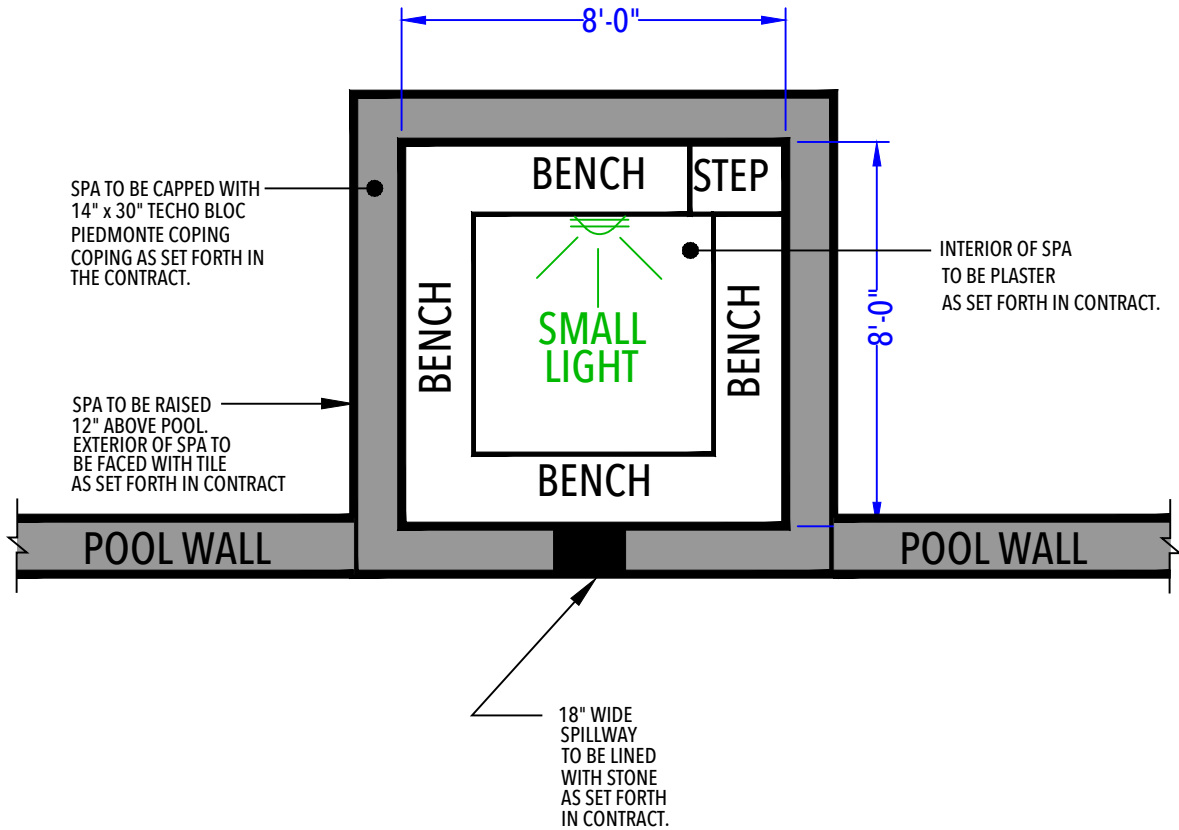 8'-0"
BENCH
STEP
SPA TO BE CAPPED WITH
14" x 30" TECHO BLOC
PIEDMONTE COPING
COPING AS SET FORTH IN
THE CONTRACT.
INTERIOR OF SPA
TO BE PLASTER
AS SET FORTH IN CONTRACT.
BENCH
SMALL
LIGHT
BENCH
8'-0"
SPA TO BE RAISED
12" ABOVE POOL.
EXTERIOR OF SPA TO
BE FACED WITH TILE
AS SET FORTH IN CONTRACT
BENCH
POOL WALL
POOL WALL
18" WIDE
SPILLWAY
TO BE LINED
WITH STONE
AS SET FORTH
IN CONTRACT.